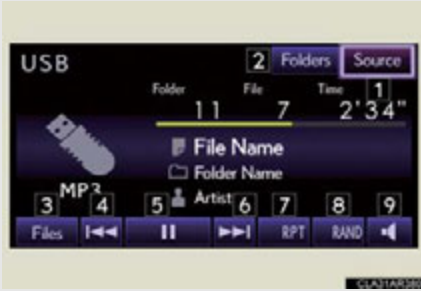 USB 2 Folders Source
Folder File Time 1
11 7 2'34"
File Name
Folder Name
MP3 Artist
3 4 5 6 7 8 9
Files RPT RAND
CLA31AR380